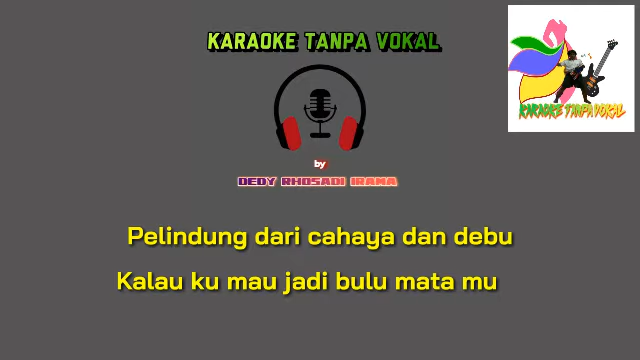 KARAOKE TANPA VOKAL
KARAOKE TANPA VOKAL
by
DEDY RHOSADI IRAMA
Pelindung dari cahaya dan debu
Kalau ku mau jadi bulu mata mu